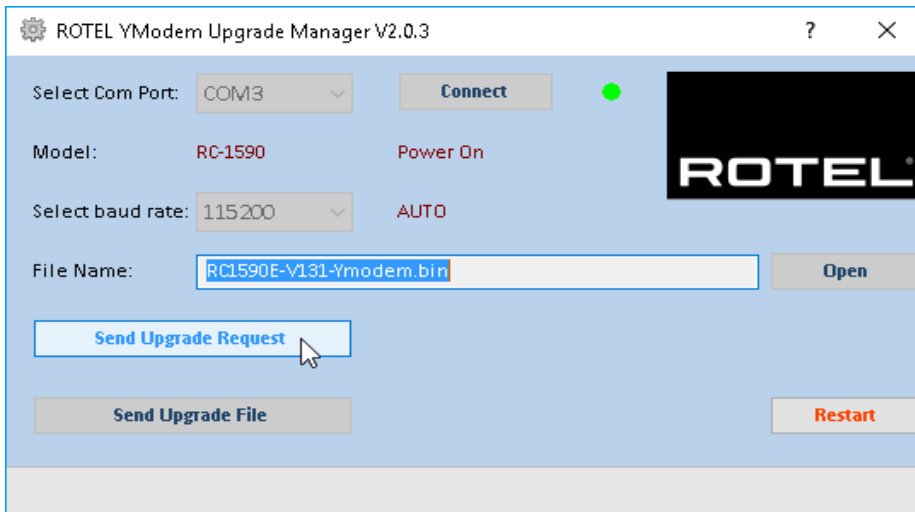 ROTEL YModem Upgrade Manager V2.0.3 ?
Select Com Port: COM3 Connect
ROTEL
Model: RC-1590 Power On
Select baud rate: 115200 AUTO
File Name: RC1590E-V131-Ymodem.bin Open
Send Upgrade Request
Send Upgrade File Restart